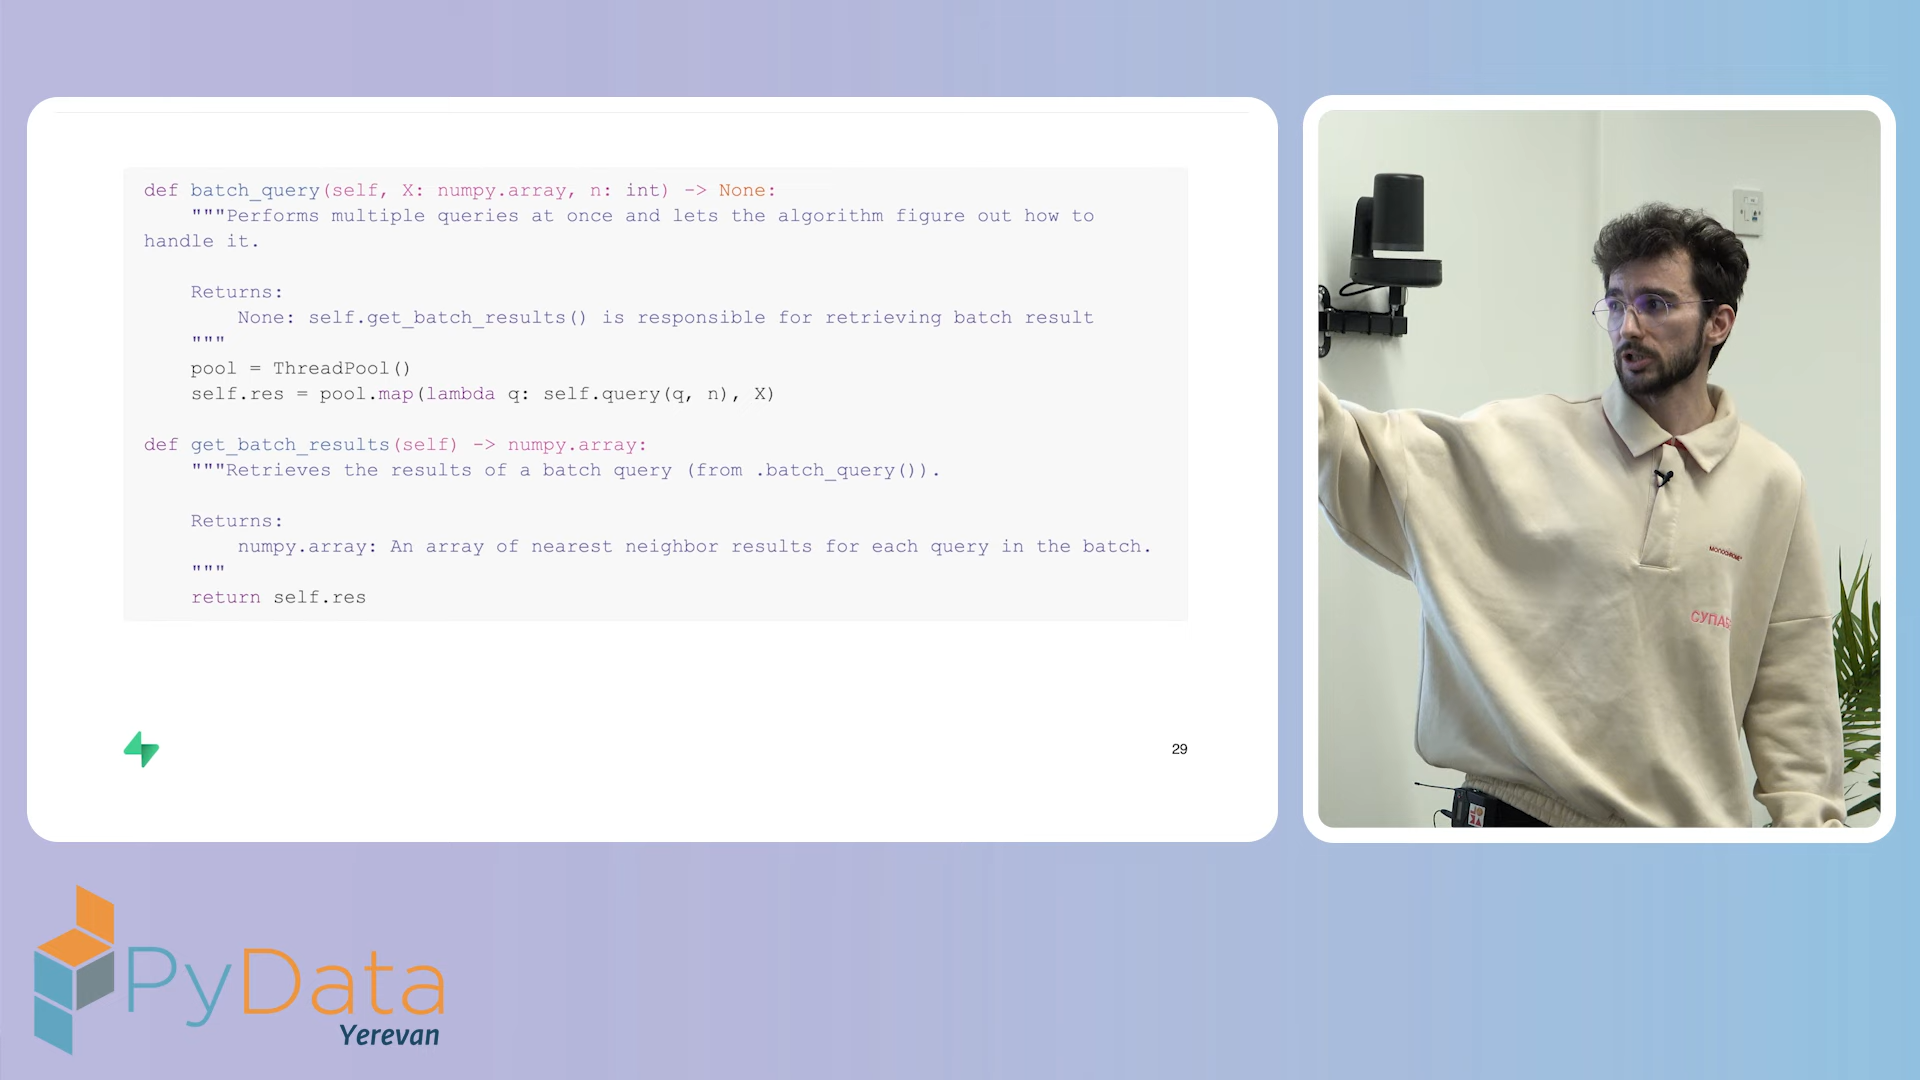 def batch_query(self, X: numpy.array, n: int) -> None:
"""Performs multiple queries at once and lets the algorithm figure out how to
handle it.
Returns:
None: self.get_batch_results() is responsible for retrieving batch result
"""
pool = ThreadPool()
self.res = pool.map(lambda q: self.query(q, n), X)
def get_batch_results(self) -> numpy.array:
"""Retrieves the results of a batch query (from .batch_query()).
Returns:
numpy.array: An array of nearest neighbor results for each query in the batch.
"""
return self.res
29
MONOCHROME
PyData
Yerevan